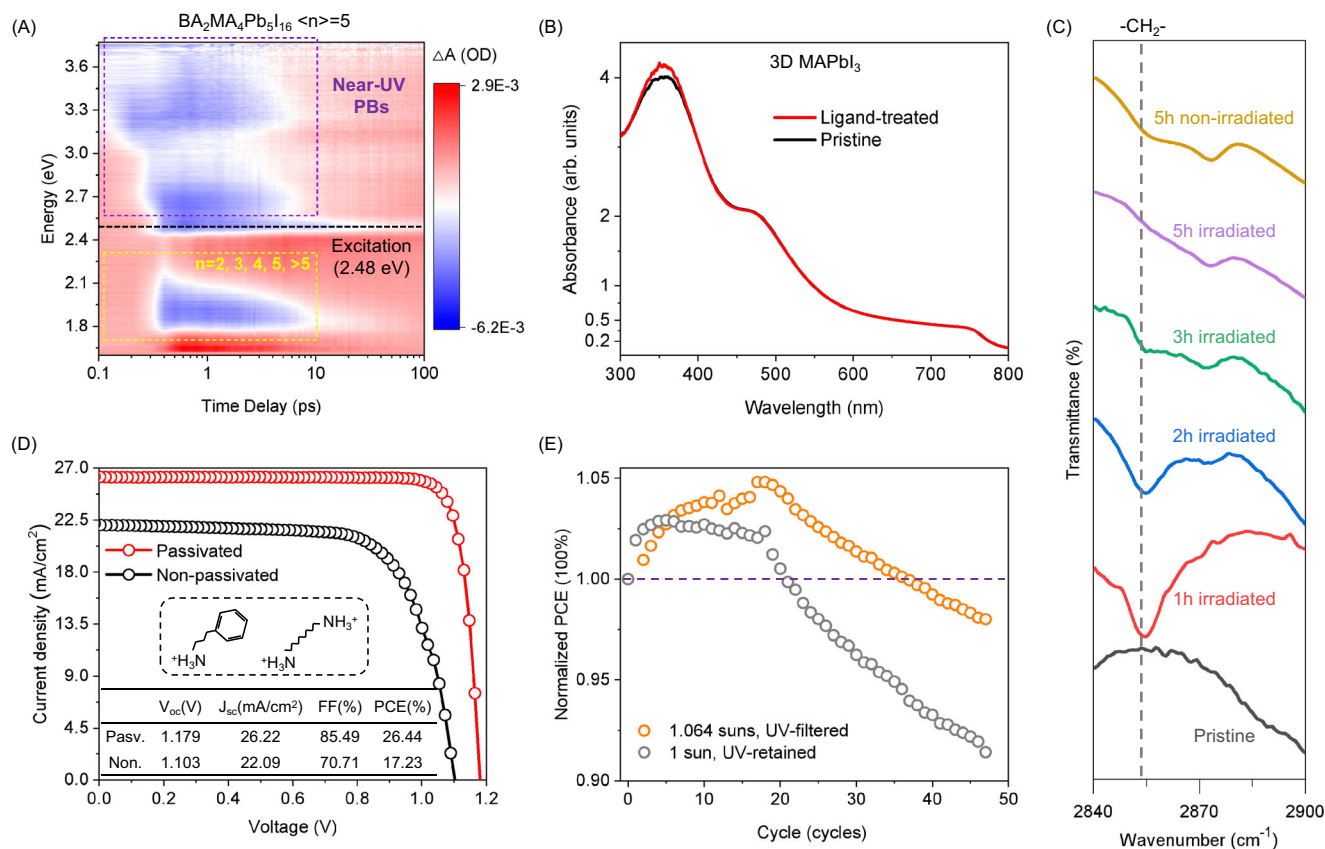 (A)
BA₂MA₄Pb₅I₁₆ <n>=5
3.6
3.3
3.0
2.7
2.4
2.1
1.8
Energy (eV)
Near-UV
PBs
Excitation
(2.48 eV)
n=2, 3, 4, 5, >5
0.1
1
10
100
Time Delay (ps)
△A (OD)
2.9E-3
-6.2E-3
(B)
3D MAPbI₃
Ligand-treated
Pristine
4
2
1
0.5
0.2
Absorbance (arb. units)
300
400
500
600
700
800
Wavelength (nm)
(C)
-CH₂-
5h non-irradiated
5h irradiated
3h irradiated
2h irradiated
1h irradiated
Pristine
Transmittance (%)
2840
2870
2900
Wavenumber (cm⁻¹)
(D)
27.0
22.5
18.0
13.5
9.0
4.5
0.0
Current density (mA/cm²)
Passivated
Non-passivated
⁺H₃N
NH₃⁺
⁺H₃N
V_oc(V) J_sc(mA/cm²) FF(%) PCE(%)
Pasv. 1.179 26.22 85.49 26.44
Non. 1.103 22.09 70.71 17.23
0.0
0.2
0.4
0.6
0.8
1.0
1.2
Voltage (V)
(E)
1.05
1.00
0.95
0.90
Normalized PCE (100%)
1.064 suns, UV-filtered
1 sun, UV-retained
0
10
20
30
40
50
Cycle (cycles)